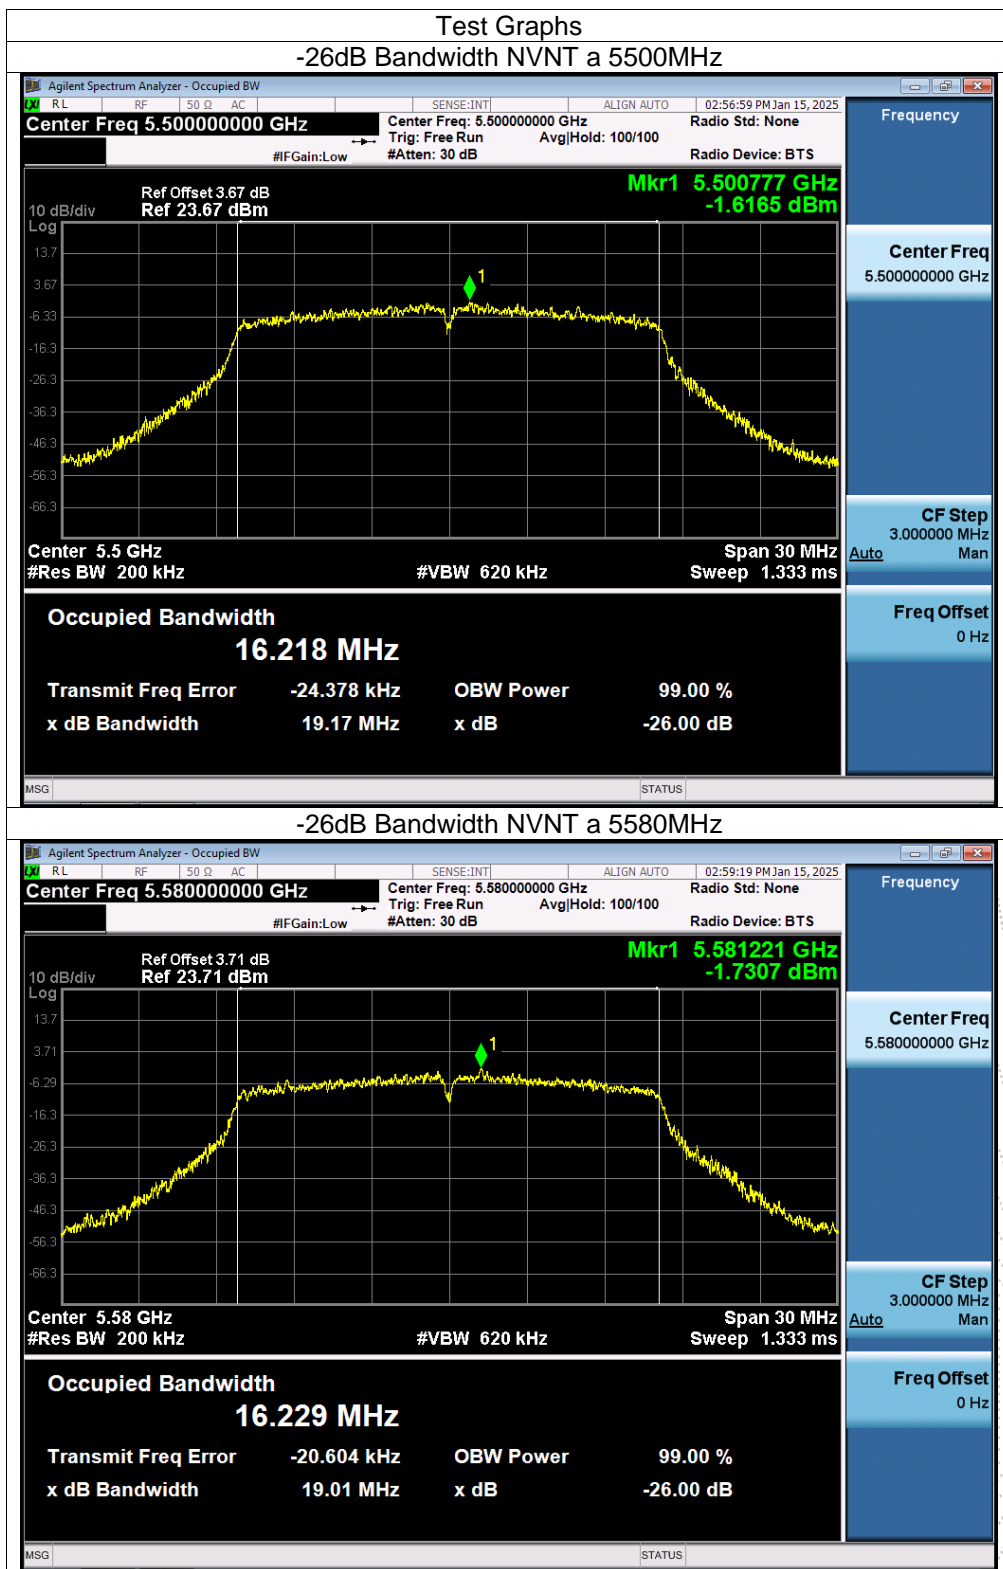 Test Graphs
-26dB Bandwidth NVNT a 5500MHz
Agilent Spectrum Analyzer - Occupied BW
LXI RL RF 50 Ω AC SENSE:INT ALIGN AUTO 02:56:59 PM Jan 15, 2025
Center Freq 5.500000000 GHz Center Freq: 5.500000000 GHz Radio Std: None Frequency
Trig: Free Run Avg|Hold: 100/100
#IFGain:Low #Atten: 30 dB Radio Device: BTS
Mkr1 5.500777 GHz
-1.6165 dBm
Ref Offset 3.67 dB
10 dB/div Ref 23.67 dBm
Log
13.7
3.67
-6.33
-16.3
-26.3
-36.3
-46.3
-56.3
-66.3
1
Center Freq
5.500000000 GHz
CF Step
3.000000 MHz
Auto Man
Center 5.5 GHz Span 30 MHz
#Res BW 200 kHz #VBW 620 kHz Sweep 1.333 ms
Freq Offset
0 Hz
Occupied Bandwidth
16.218 MHz
Transmit Freq Error -24.378 kHz OBW Power 99.00 %
x dB Bandwidth 19.17 MHz x dB -26.00 dB
MSG STATUS
-26dB Bandwidth NVNT a 5580MHz
Agilent Spectrum Analyzer - Occupied BW
LXI RL RF 50 Ω AC SENSE:INT ALIGN AUTO 02:59:19 PM Jan 15, 2025
Center Freq 5.580000000 GHz Center Freq: 5.580000000 GHz Radio Std: None Frequency
Trig: Free Run Avg|Hold: 100/100
#IFGain:Low #Atten: 30 dB Radio Device: BTS
Mkr1 5.581221 GHz
-1.7307 dBm
Ref Offset 3.71 dB
10 dB/div Ref 23.71 dBm
Log
13.7
3.71
-6.29
-16.3
-26.3
-36.3
-46.3
-56.3
-66.3
1
Center Freq
5.580000000 GHz
CF Step
3.000000 MHz
Auto Man
Center 5.58 GHz Span 30 MHz
#Res BW 200 kHz #VBW 620 kHz Sweep 1.333 ms
Freq Offset
0 Hz
Occupied Bandwidth
16.229 MHz
Transmit Freq Error -20.604 kHz OBW Power 99.00 %
x dB Bandwidth 19.01 MHz x dB -26.00 dB
MSG STATUS